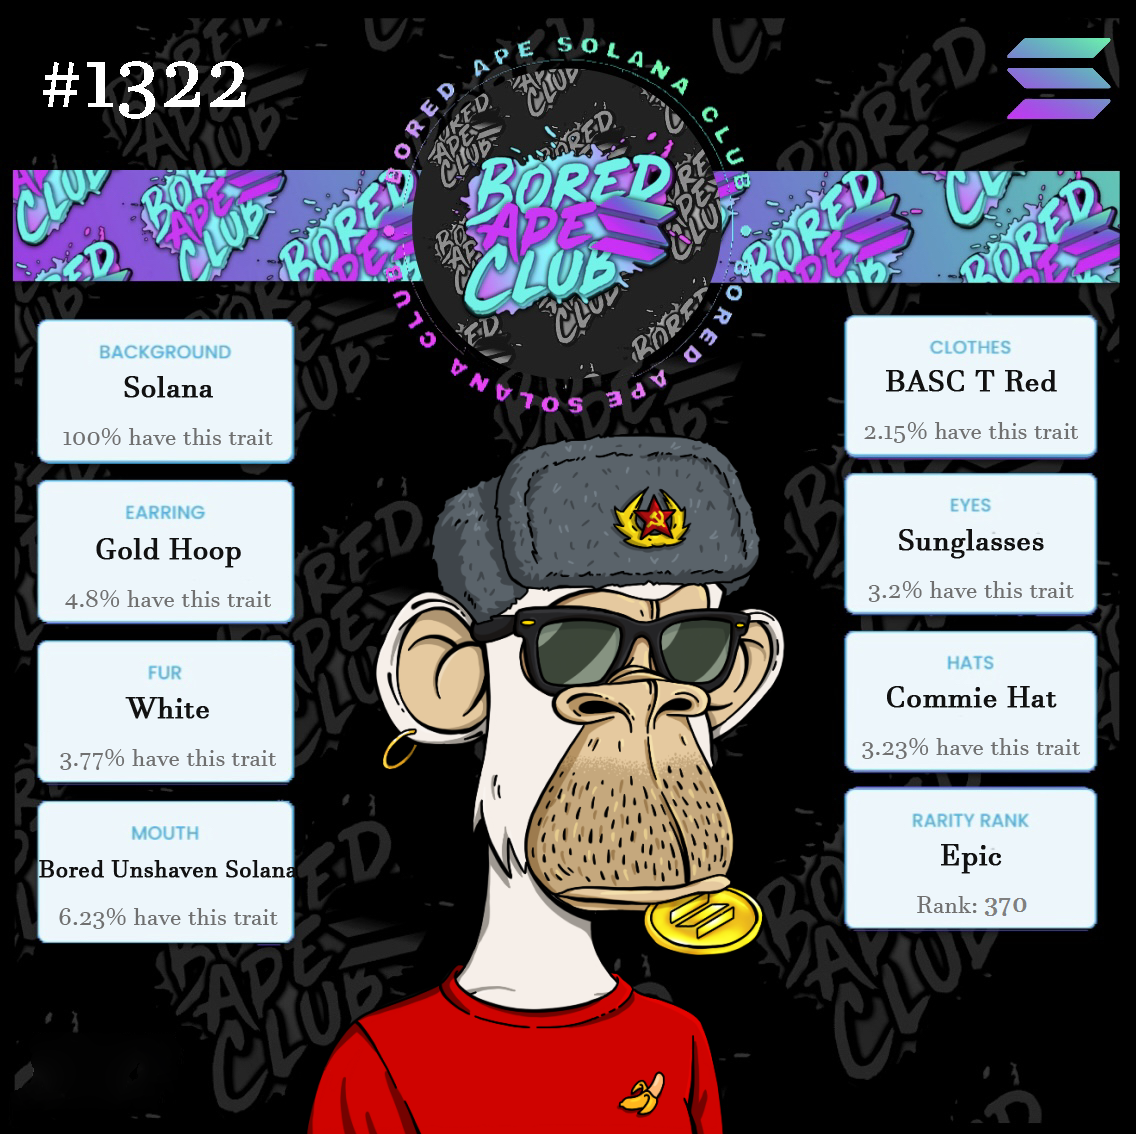 #1322
BORED APE SOLANA CLUB
BORED APE SOLANA CLUB
BORED
APE
CLUB
BACKGROUND
Solana
100% have this trait
EARRING
Gold Hoop
4.8% have this trait
FUR
White
3.77% have this trait
MOUTH
Bored Unshaven Solana
6.23% have this trait
CLOTHES
BASC T Red
2.15% have this trait
EYES
Sunglasses
3.2% have this trait
HATS
Commie Hat
3.23% have this trait
RARITY RANK
Epic
Rank: 370